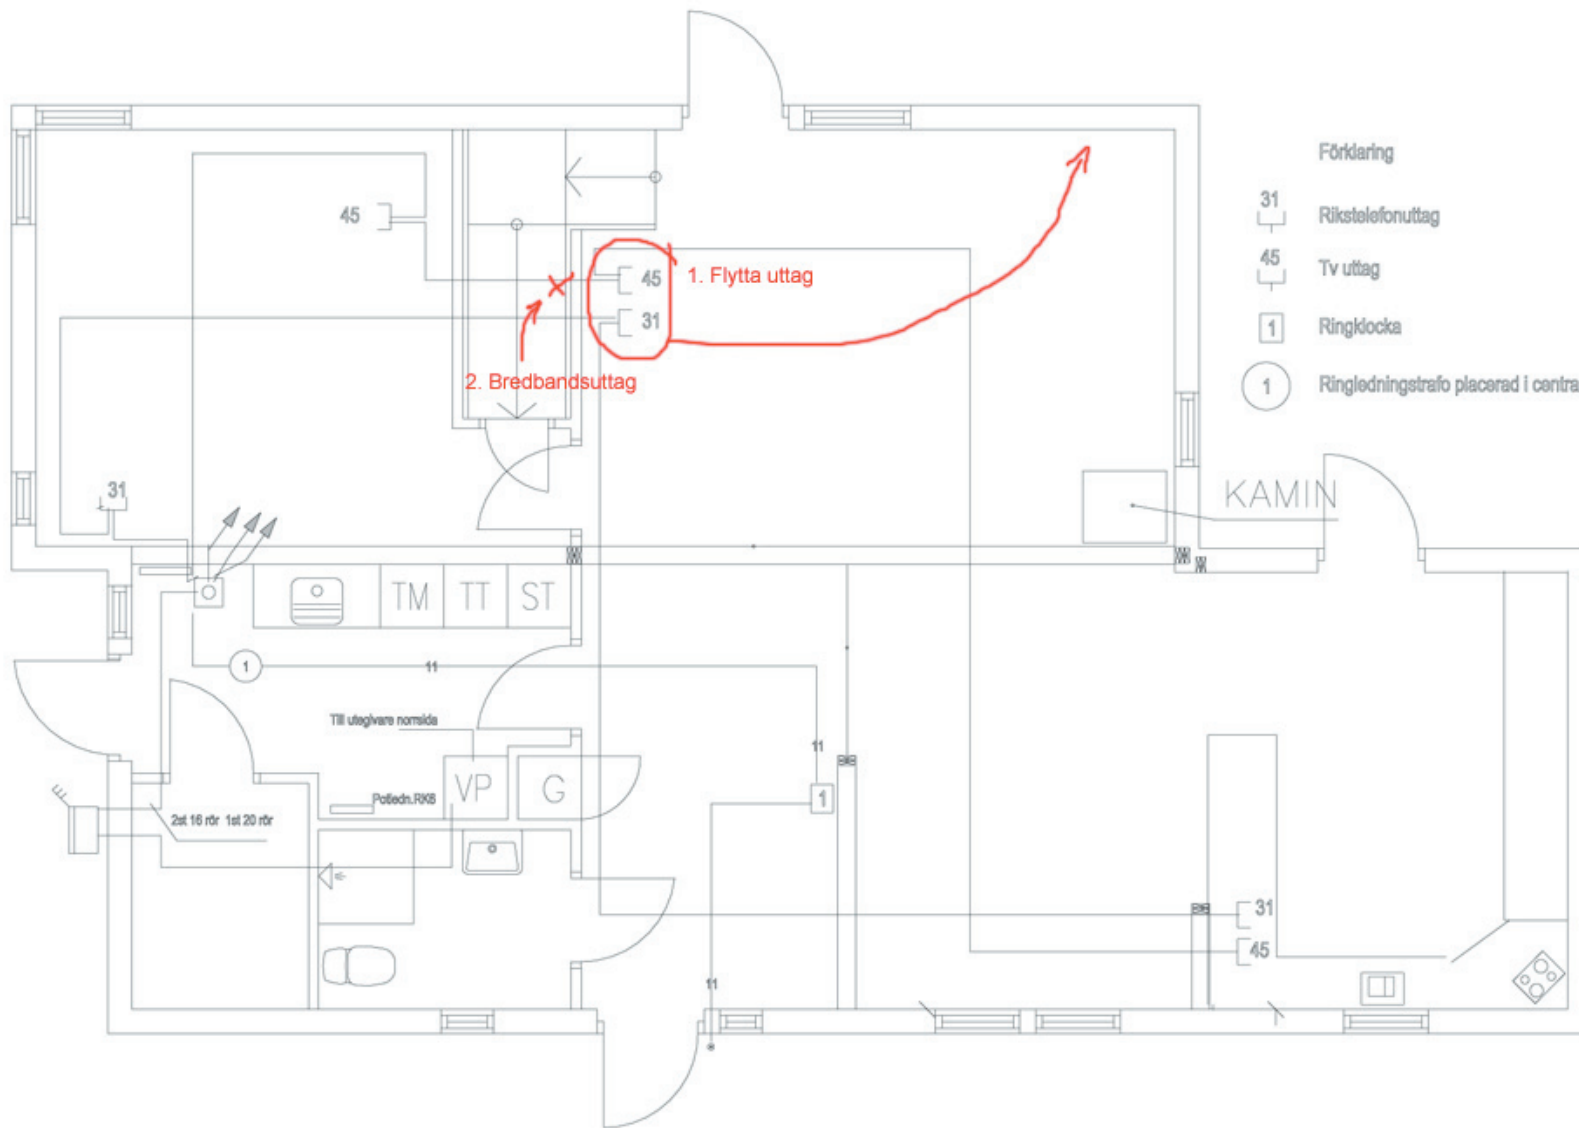 Förklaring
31
Rikstelefonuttag
45
45
Tv uttag
45
1. Flytta uttag
31
1
Ringklocka
2. Bredbandsuttag
1
Ringledningstrafo placerad i centra
31
KAMIN
TM
TT
ST
1
11
Till utegivare norrsida
11
VP
G
1
Potledn.RK6
2st 16 rör 1st 20 rör
31
45
11